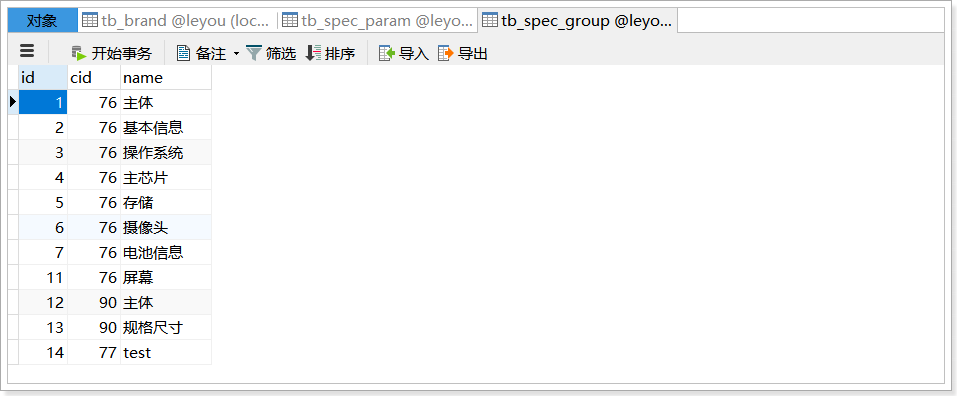 对象 tb_brand @leyou (loc... tb_spec_param @leyo... tb_spec_group @leyo...
开始事务 备注 筛选 排序 导入 导出
id cid name
1 76 主体
2 76 基本信息
3 76 操作系统
4 76 主芯片
5 76 存储
6 76 摄像头
7 76 电池信息
11 76 屏幕
12 90 主体
13 90 规格尺寸
14 77 test